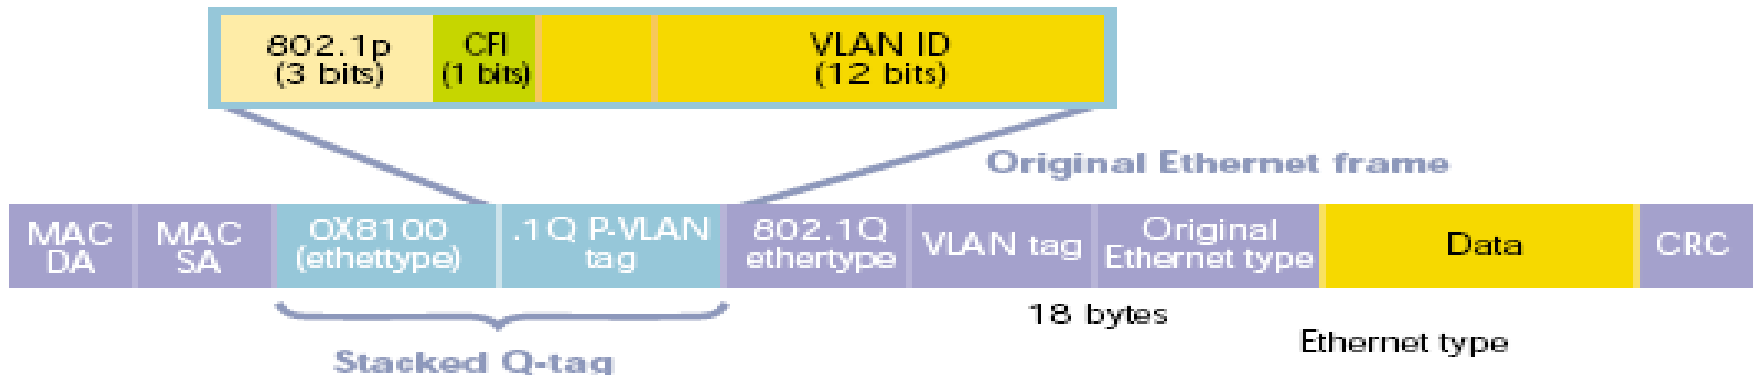 802.1p
(3 bits)
CFI
(1 bits)
VLAN ID
(12 bits)
Original Ethernet frame
MAC
DA
MAC
SA
0X8100
(ethettype)
.1Q P-VLAN
tag
802.1Q
ethertype
VLAN tag
Original
Ethernet type
Data
CRC
18 bytes
Ethernet type
Stacked Q-tag